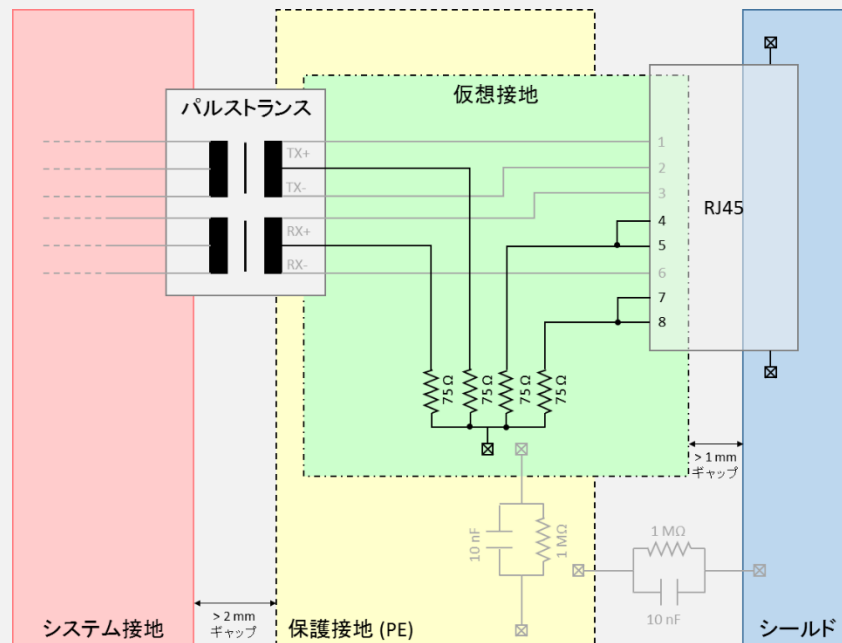 仮想接地
パルストランス
TX+
TX-
RX+
RX-
1
2
3
4
5
6
7
8
RJ45
75 Ω
75 Ω
75 Ω
75 Ω
> 1 mm
ギャップ
10 nF
1 MΩ
1 MΩ
10 nF
> 2 mm
ギャップ
システム接地
保護接地 (PE)
シールド